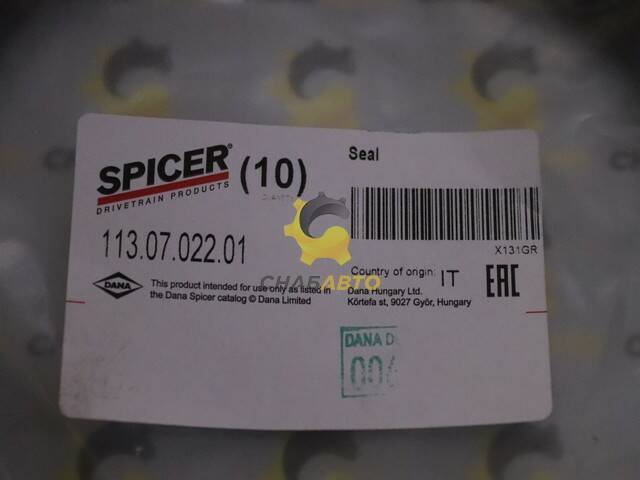 SPICER®
DRIVETRAIN PRODUCTS
(10)
Seal
113.07.022.01
X131GR
СНАБАВТО
Country of origin: IT
EAC
DANA
This product intended for use only as listed in
the Dana Spicer catalog © Dana Limited
Dana Hungary Ltd.
Körtefa st, 9027 Győr, Hungary
DANA